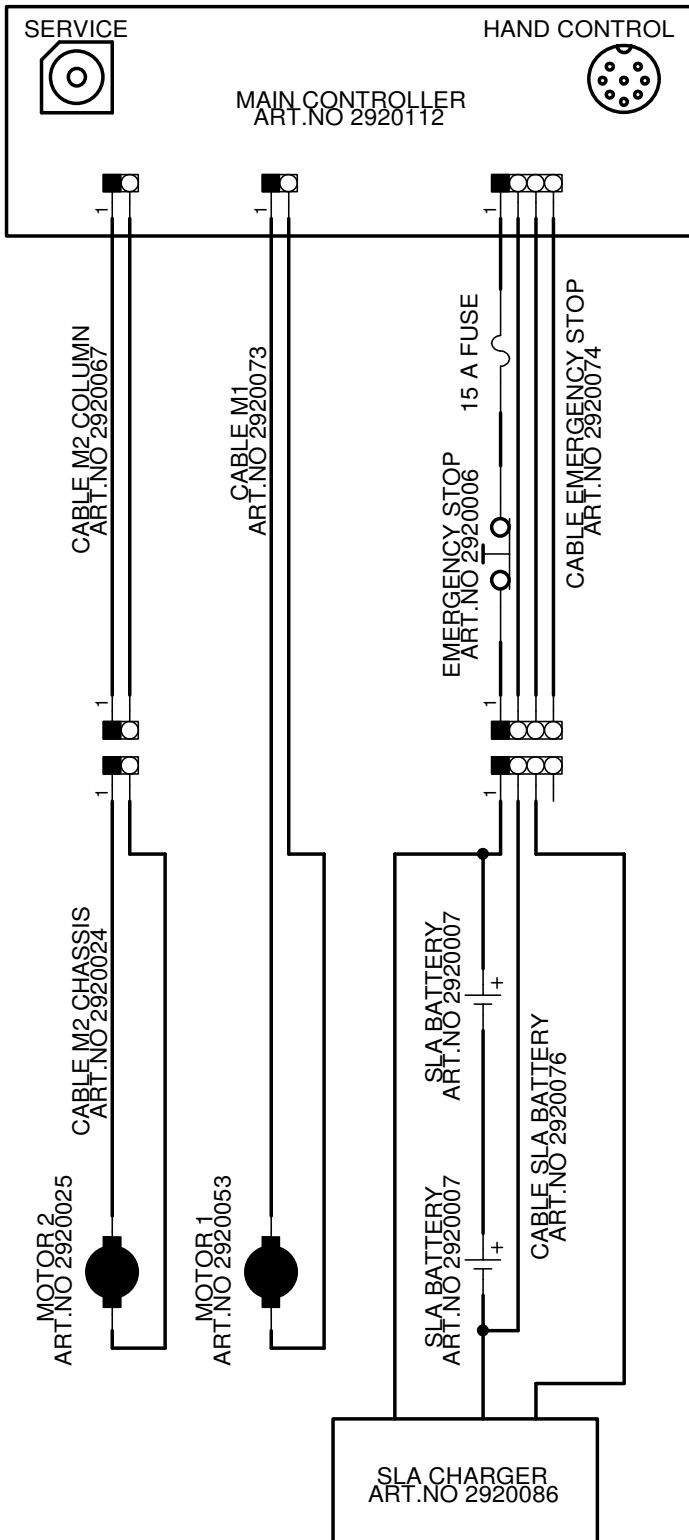 SERVICE
HAND CONTROL
MAIN CONTROLLER
ART.NO 2920112
1
1
1
CABLE M2 COLUMN
ART.NO 2920067
CABLE M1
ART.NO 2920073
15 A FUSE
EMERGENCY STOP
ART.NO 2920006
CABLE EMERGENCY STOP
ART.NO 2920074
1
1
1
1
CABLE M2 CHASSIS
ART.NO 2920024
SLA BATTERY
ART.NO 2920007
+
CABLE SLA BATTERY
ART.NO 2920076
MOTOR 2
ART.NO 2920025
MOTOR 1
ART.NO 2920053
SLA BATTERY
ART.NO 2920007
+
SLA CHARGER
ART.NO 2920086